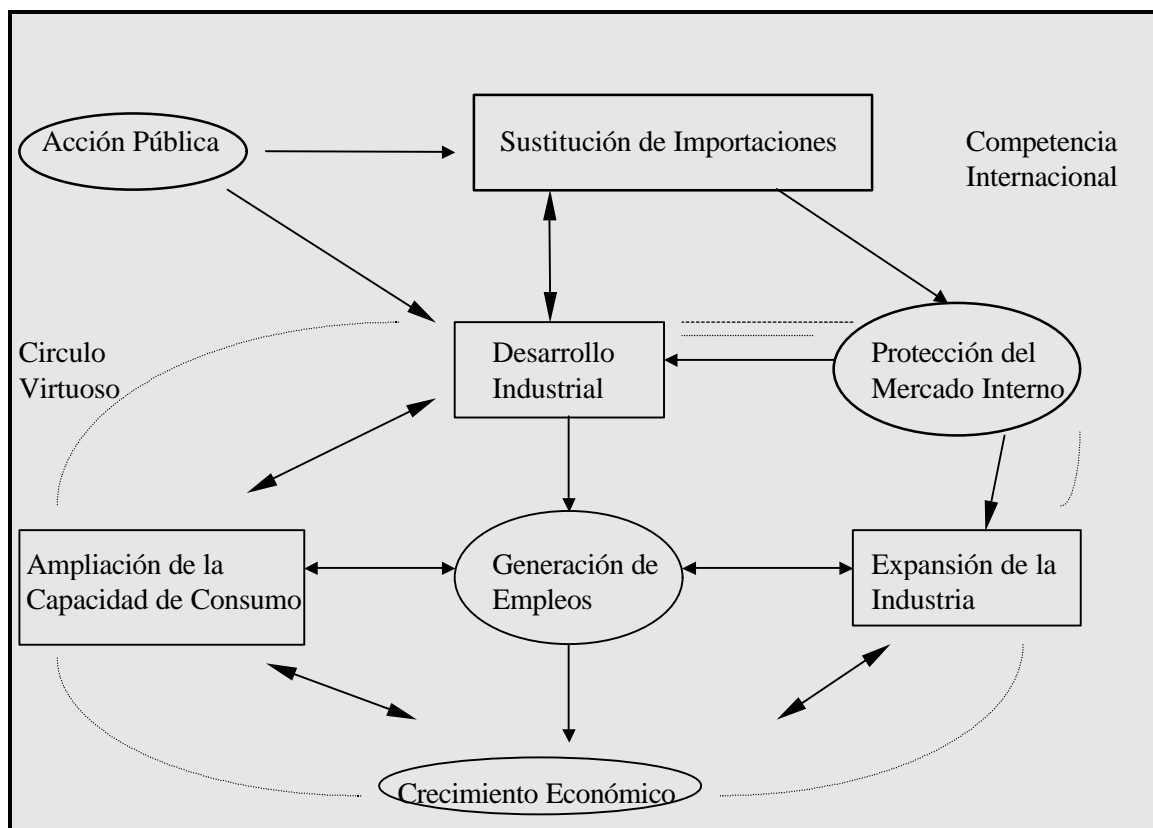 Acción Pública
Sustitución de Importaciones
Competencia
Internacional
Circulo
Virtuoso
Desarrollo
Industrial
Protección del
Mercado Interno
Ampliación de la
Capacidad de Consumo
Generación de
Empleos
Expansión de la
Industria
Crecimiento Económico